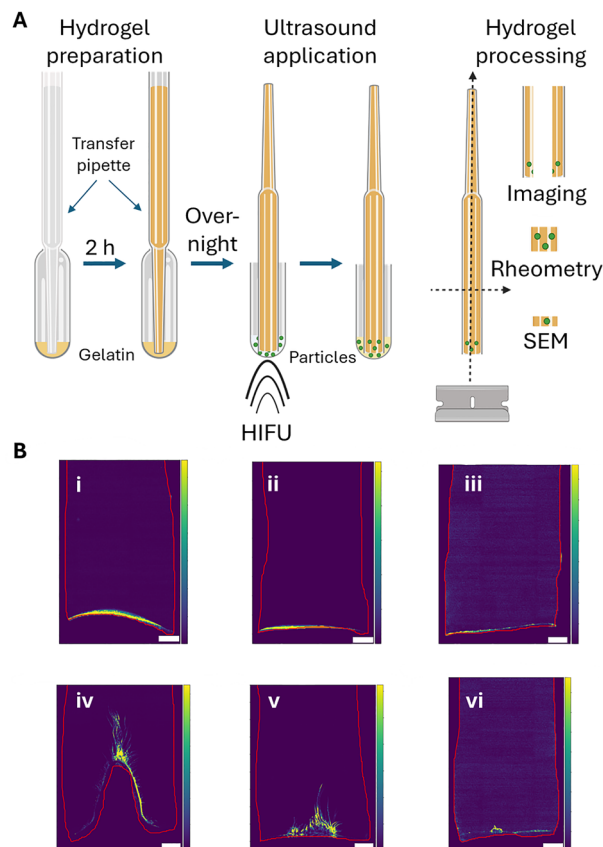 A
Hydrogel
preparation
Ultrasound
application
Hydrogel
processing
Transfer
pipette
2 h
Over-
night
Gelatin
Particles
HIFU
Imaging
Rheometry
SEM
B
i
ii
iii
iv
v
vi